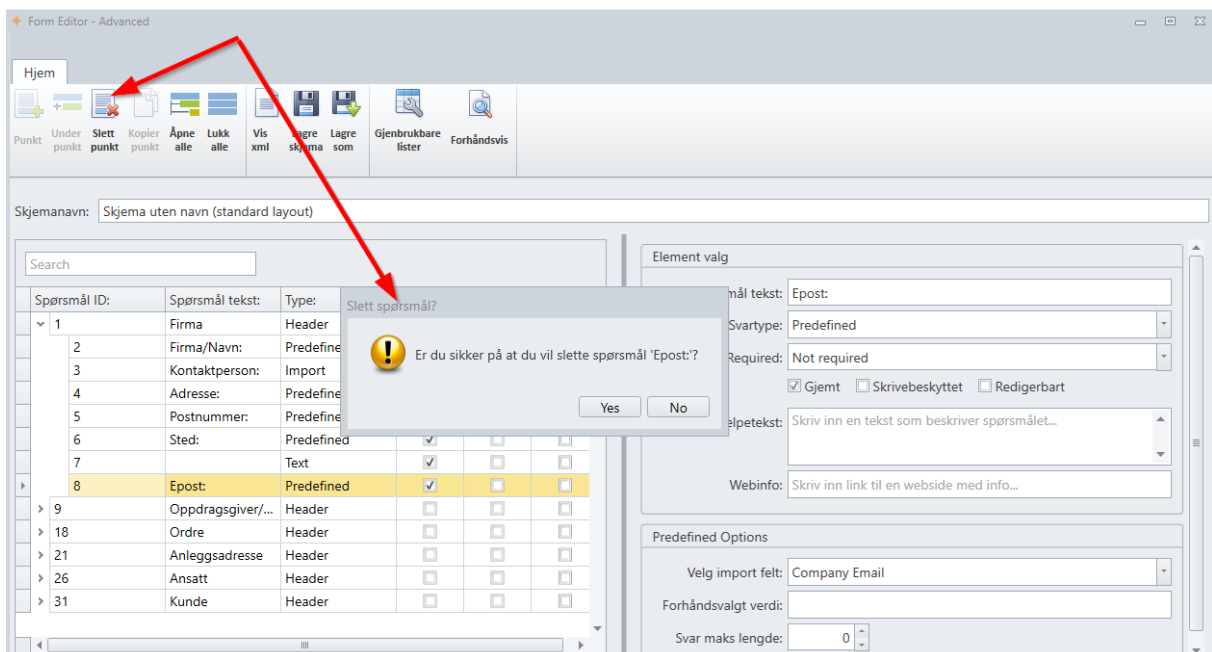 Form Editor - Advanced
Hjem
Punkt
Under punkt
Slett punkt
Kopier punkt
Åpne alle
Lukk alle
Vis xml
Lagre skjema
Lagre som
Gjenbrukbare lister
Forhåndsvis
Skjemanavn: Skjema uten navn (standard layout)
Search
Spørsmål ID: Spørsmål tekst: Type:
1 Firma Header
2 Firma/Navn: Predefine
3 Kontaktperson: Import
4 Adresse: Predefine
5 Postnummer: Predefine
6 Sted: Predefined
7 Text
8 Epost: Predefined
9 Oppdragsgiver/... Header
18 Ordre Header
21 Anleggsadresse Header
26 Ansatt Header
31 Kunde Header
Slett spørsmål?
Er du sikker på at du vil slette spørsmål 'Epost:'?
Yes No
Element valg
mål tekst: Epost:
Svartype: Predefined
Required: Not required
Gjemt Skrivebeskyttet Redigerbart
elpetekst: Skriv inn en tekst som beskriver spørsmålet...
Webinfo: Skriv inn link til en webside med info...
Predefined Options
Velg import felt: Company Email
Forhåndsvalgt verdi:
Svar maks lengde: 0